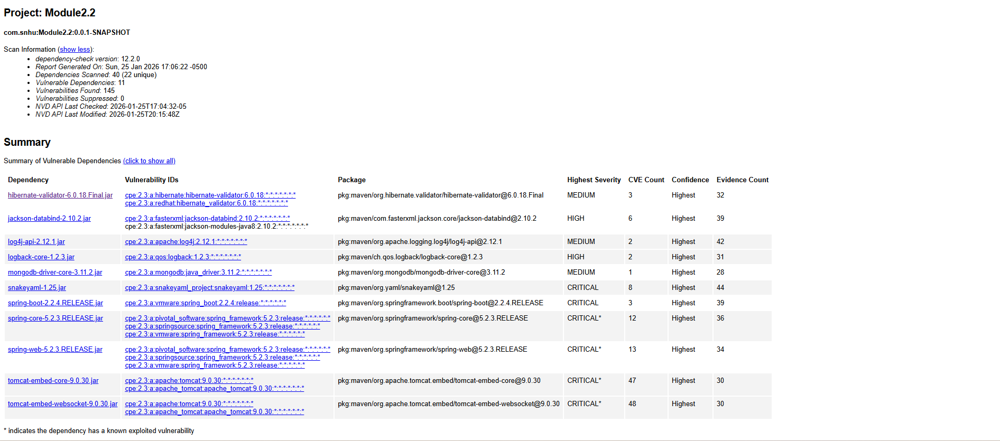 Project: Module2.2
com.snhu:Module2.2:0.0.1-SNAPSHOT
Scan Information (show less):
• dependency-check version: 12.2.0
• Report Generated On: Sun, 25 Jan 2026 17:06:22 -0500
• Dependencies Scanned: 40 (22 unique)
• Vulnerable Dependencies: 11
• Vulnerabilities Found: 145
• Vulnerabilities Suppressed: 0
• NVD API Last Checked: 2026-01-25T17:04:32-05
• NVD API Last Modified: 2026-01-25T20:15:48Z
Summary
Summary of Vulnerable Dependencies (click to show all)
Dependency Vulnerability IDs Package Highest Severity CVE Count Confidence Evidence Count
hibernate-validator-6.0.18.Final.jar cpe:2.3:a:hibernate:hibernate-validator:6.0.18:*:*:*:*:*:*:* pkg:maven/org.hibernate.validator/hibernate-validator@6.0.18.Final MEDIUM 3 Highest 32
cpe:2.3:a:redhat:hibernate_validator:6.0.18:*:*:*:*:*:*:*
jackson-databind-2.10.2.jar cpe:2.3:a:fasterxml:jackson-databind:2.10.2:*:*:*:*:*:*:* pkg:maven/com.fasterxml.jackson.core/jackson-databind@2.10.2 HIGH 6 Highest 39
cpe:2.3:a:fasterxml:jackson-modules-java8:2.10.2:*:*:*:*:*:*:*
log4j-api-2.12.1.jar cpe:2.3:a:apache:log4j:2.12.1:*:*:*:*:*:*:* pkg:maven/org.apache.logging.log4j/log4j-api@2.12.1 MEDIUM 2 Highest 42
logback-core-1.2.3.jar cpe:2.3:a:qos:logback:1.2.3:*:*:*:*:*:*:* pkg:maven/ch.qos.logback/logback-core@1.2.3 HIGH 2 Highest 31
mongodb-driver-core-3.11.2.jar cpe:2.3:a:mongodb:java_driver:3.11.2:*:*:*:*:*:*:* pkg:maven/org.mongodb/mongodb-driver-core@3.11.2 MEDIUM 1 Highest 28
snakeyaml-1.25.jar cpe:2.3:a:snakeyaml_project:snakeyaml:1.25:*:*:*:*:*:*:* pkg:maven/org.yaml/snakeyaml@1.25 CRITICAL 8 Highest 44
spring-boot-2.2.4.RELEASE.jar cpe:2.3:a:vmware:spring_boot:2.2.4:release:*:*:*:*:*:* pkg:maven/org.springframework.boot/spring-boot@2.2.4.RELEASE CRITICAL 3 Highest 39
spring-core-5.2.3.RELEASE.jar cpe:2.3:a:pivotal_software:spring_framework:5.2.3:release:*:*:*:*:*:* pkg:maven/org.springframework/spring-core@5.2.3.RELEASE CRITICAL* 12 Highest 36
cpe:2.3:a:springsource:spring_framework:5.2.3:release:*:*:*:*:*:*
cpe:2.3:a:vmware:spring_framework:5.2.3:release:*:*:*:*:*:*
spring-web-5.2.3.RELEASE.jar cpe:2.3:a:pivotal_software:spring_framework:5.2.3:release:*:*:*:*:*:* pkg:maven/org.springframework/spring-web@5.2.3.RELEASE CRITICAL* 13 Highest 34
cpe:2.3:a:springsource:spring_framework:5.2.3:release:*:*:*:*:*:*
cpe:2.3:a:vmware:spring_framework:5.2.3:release:*:*:*:*:*:*
tomcat-embed-core-9.0.30.jar cpe:2.3:a:apache:tomcat:9.0.30:*:*:*:*:*:*:* pkg:maven/org.apache.tomcat.embed/tomcat-embed-core@9.0.30 CRITICAL* 47 Highest 30
cpe:2.3:a:apache_tomcat:apache_tomcat:9.0.30:*:*:*:*:*:*:*
tomcat-embed-websocket-9.0.30.jar cpe:2.3:a:apache:tomcat:9.0.30:*:*:*:*:*:*:* pkg:maven/org.apache.tomcat.embed/tomcat-embed-websocket@9.0.30 CRITICAL* 48 Highest 30
cpe:2.3:a:apache_tomcat:apache_tomcat:9.0.30:*:*:*:*:*:*:*
* indicates the dependency has a known exploited vulnerability